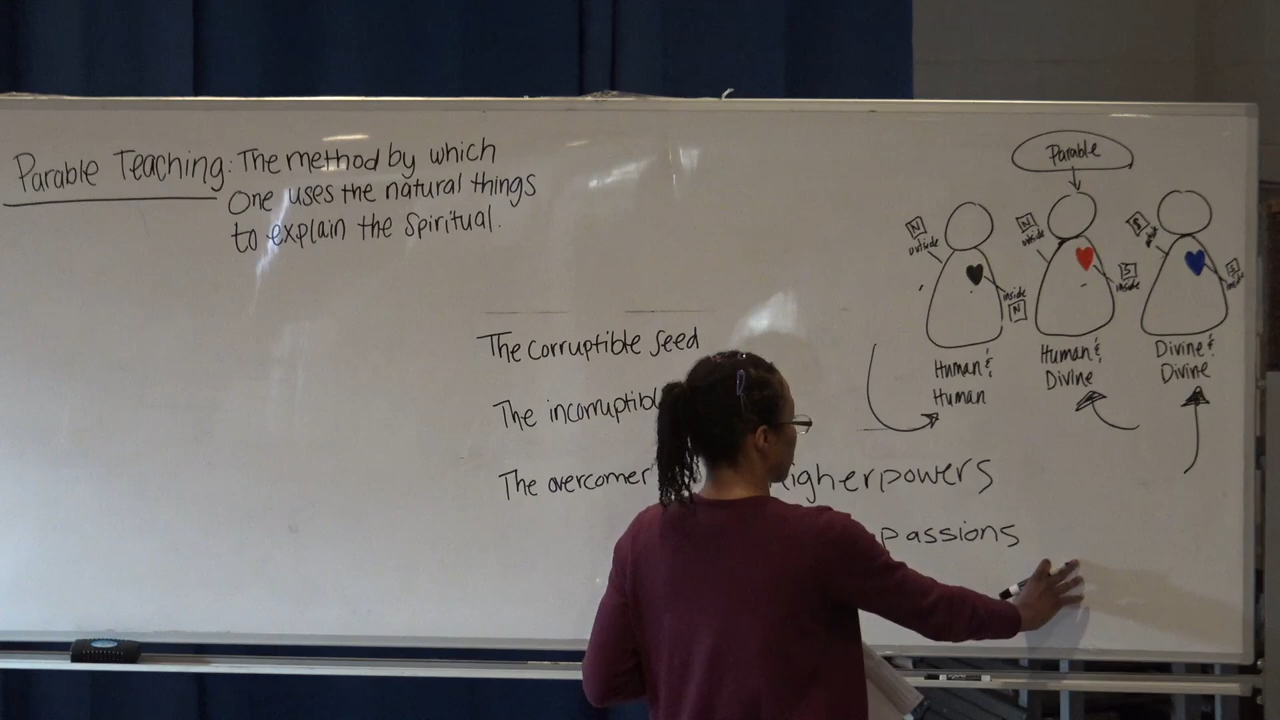 Parable Teaching: The method by which
one uses the natural things
to explain the Spiritual.
The corruptible seed
The incorruptibl
The overcomer
igherpowers
passions
Parable
N
outside
inside
N
Human &
Human
N
outside
S
inside
Human &
Divine
S
S
inside
Divine &
Divine